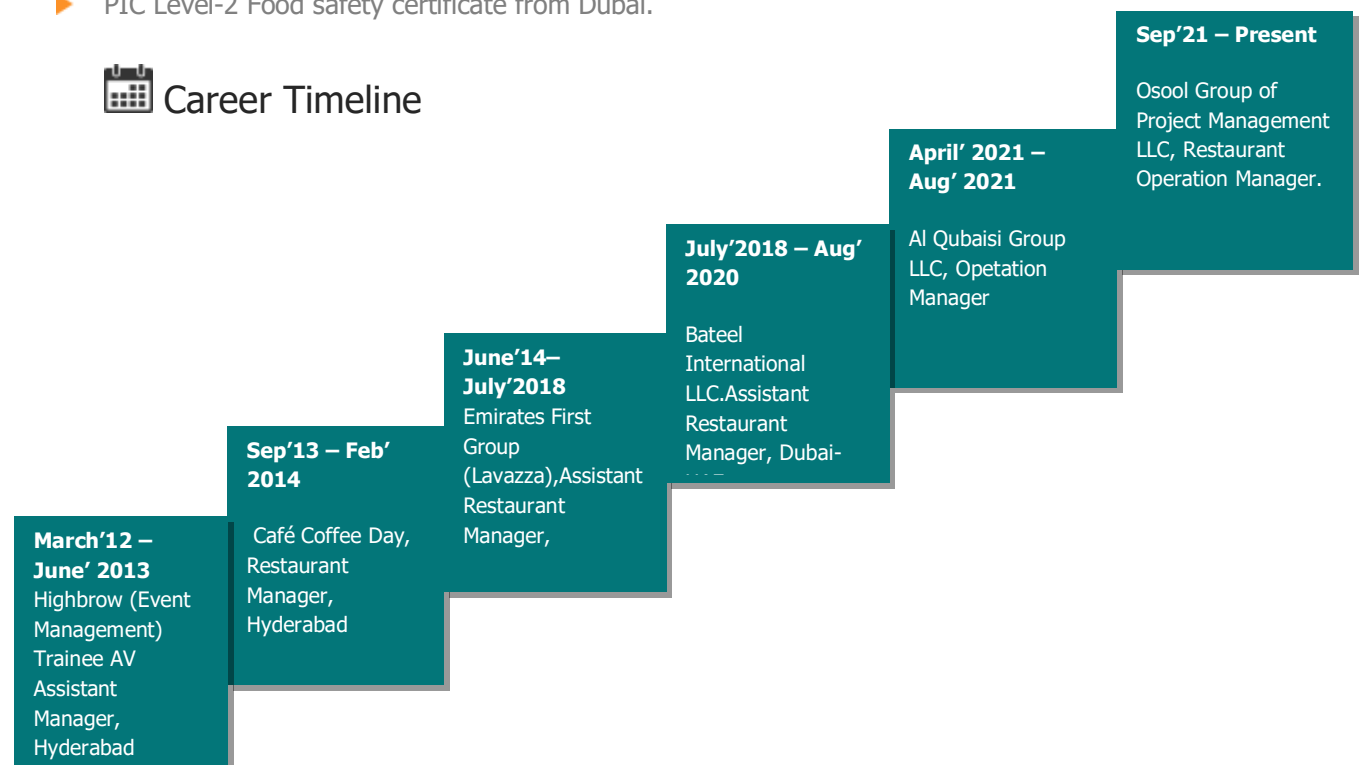 PIC Level-2 Food safety certificate from Dubai.
Career Timeline
March’12 –
June’ 2013
Highbrow (Event
Management)
Trainee AV
Assistant
Manager,
Hyderabad
Sep’13 – Feb’
2014
Café Coffee Day,
Restaurant
Manager,
Hyderabad
June’14–
July’2018
Emirates First
Group
(Lavazza),Assistant
Restaurant
Manager,
July’2018 – Aug’
2020
Bateel
International
LLC.Assistant
Restaurant
Manager, Dubai-
April’ 2021 –
Aug’ 2021
Al Qubaisi Group
LLC, Opetation
Manager
Sep’21 – Present
Osool Group of
Project Management
LLC, Restaurant
Operation Manager.